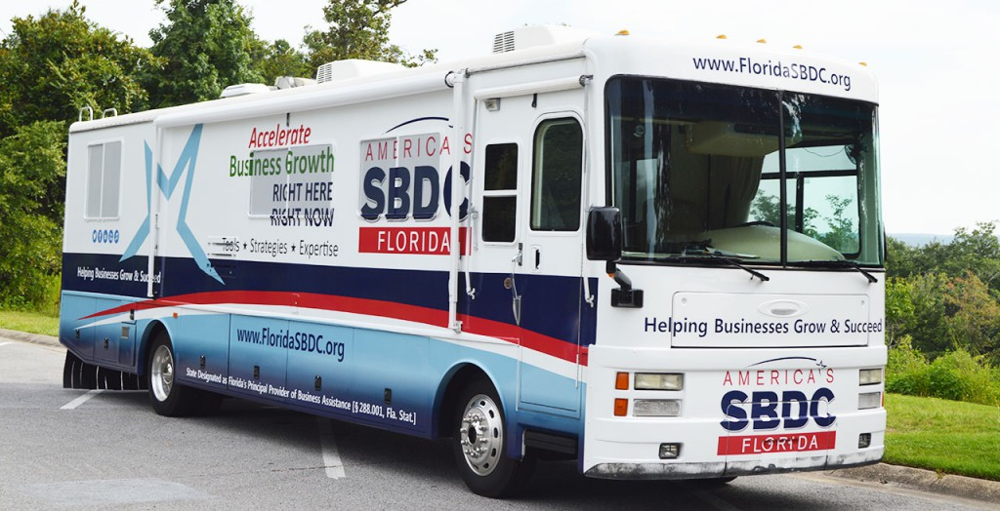 www.FloridaSBDC.org
Accelerate
Business Growth
RIGHT HERE
RIGHT NOW
Tools ★ Strategies ★ Expertise
AMERICA'S
SBDC
FLORIDA
Helping Businesses Grow & Succeed
www.FloridaSBDC.org
State Designated as Florida's Principal Provider of Business Assistance [§ 288.001, Fla. Stat.]
Helping Businesses Grow & Succeed
AMERICA'S
SBDC
FLORIDA